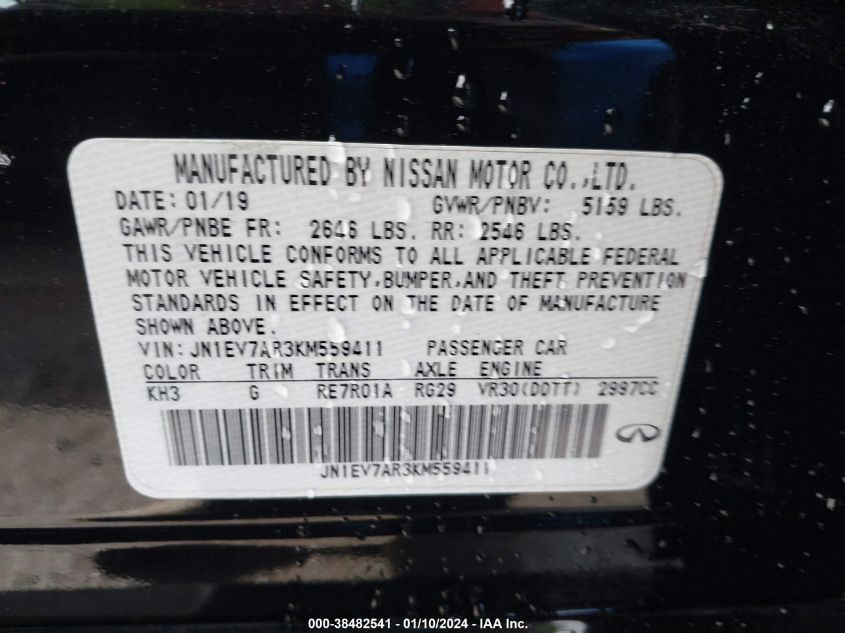 MANUFACTURED BY NISSAN MOTOR CO.,LTD.
DATE: 01/19 GVWR/PNBV: 5159 LBS.
GAWR/PNBE FR: 2646 LBS. RR: 2546 LBS.
THIS VEHICLE CONFORMS TO ALL APPLICABLE FEDERAL
MOTOR VEHICLE SAFETY,BUMPER,AND THEFT PREVENTION
STANDARDS IN EFFECT ON THE DATE OF MANUFACTURE
SHOWN ABOVE.
VIN: JN1EV7AR3KM559411 PASSENGER CAR
COLOR TRIM TRANS AXLE ENGINE
KH3 G RE7R01A RG29 VR30(DDTT) 2997CC
JN1EV7AR3KM559411
000-38482541 - 01/10/2024 - IAA Inc.